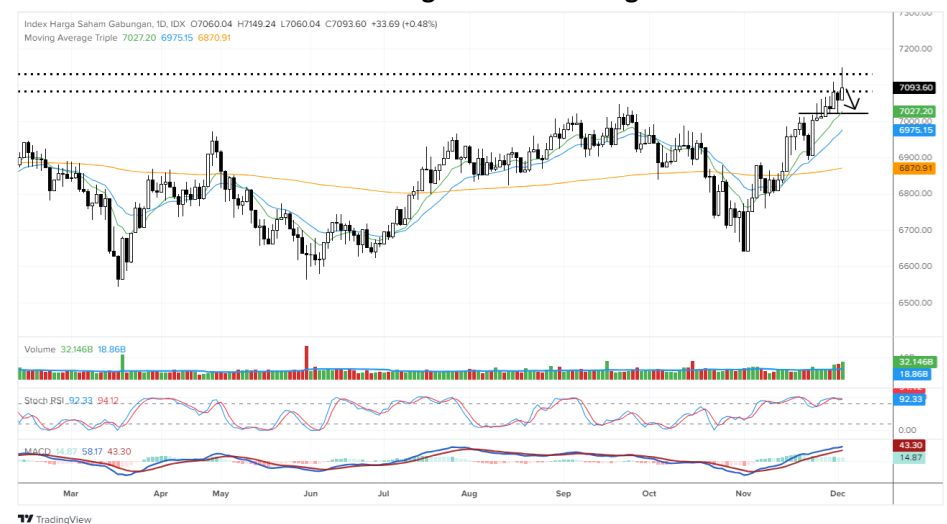 Index Harga Saham Gabungan, 1D, IDX O7060.04 H7149.24 L7060.04 C7093.60 +33.69 (+0.48%)
Moving Average Triple 7027.20 6975.15 6870.91
7300.00
7200.00
7093.60
7027.20
7000.00
6975.15
6900.00
6870.91
6800.00
6700.00
6600.00
6500.00
Volume 32.146B 18.86B
32.146B
18.86B
Stoch RSI 92.33 94.12
92.33
0.00
MACD 14.87 58.17 43.30
43.30
14.87
Mar Apr May Jun Jul Aug Sep Oct Nov Dec
TradingView